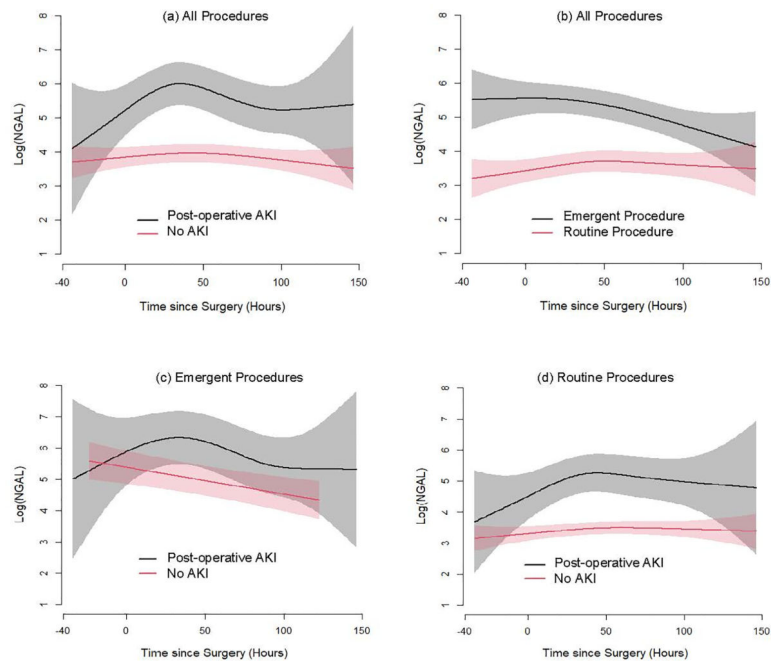 (a) All Procedures
8
7
6
5
4
3
2
1
Log(NGAL)
Post-operative AKI
No AKI
-40 0 50 100 150
Time since Surgery (Hours)
(b) All Procedures
8
7
6
5
4
3
2
1
Log(NGAL)
Emergent Procedure
Routine Procedure
-40 0 50 100 150
Time since Surgery (Hours)
(c) Emergent Procedures
8
7
6
5
4
3
2
1
Log(NGAL)
Post-operative AKI
No AKI
-40 0 50 100 150
Time since Surgery (Hours)
(d) Routine Procedures
8
7
6
5
4
3
2
1
Log(NGAL)
Post-operative AKI
No AKI
-40 0 50 100 150
Time since Surgery (Hours)